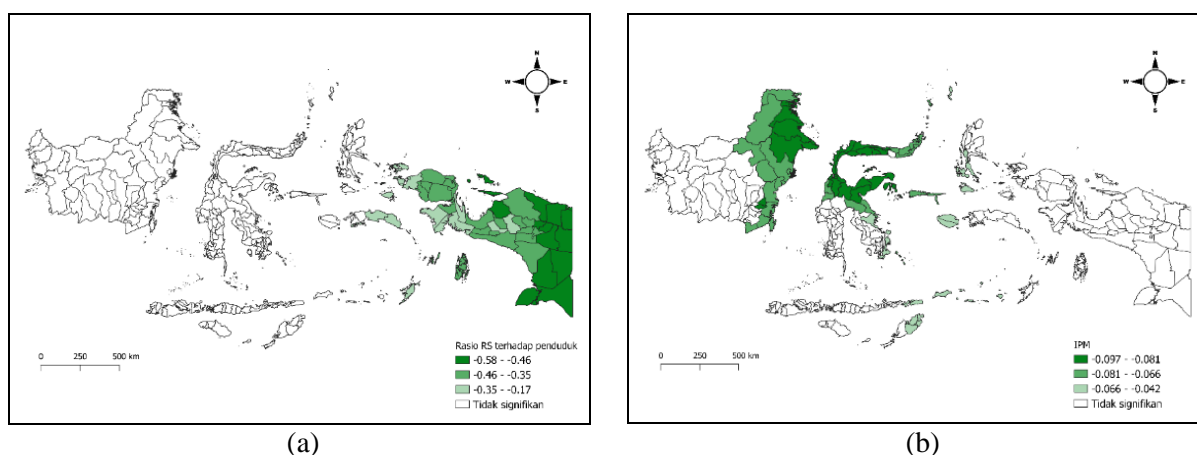 N
W E
S
0 250 500 km
Rasio RS terhadap penduduk
-0.58 - -0.46
-0.46 - -0.35
-0.35 - -0.17
Tidak signifikan
(a)
N
W E
S
0 250 500 km
IPM
-0.097 - -0.081
-0.081 - -0.066
-0.066 - -0.042
Tidak signifikan
(b)